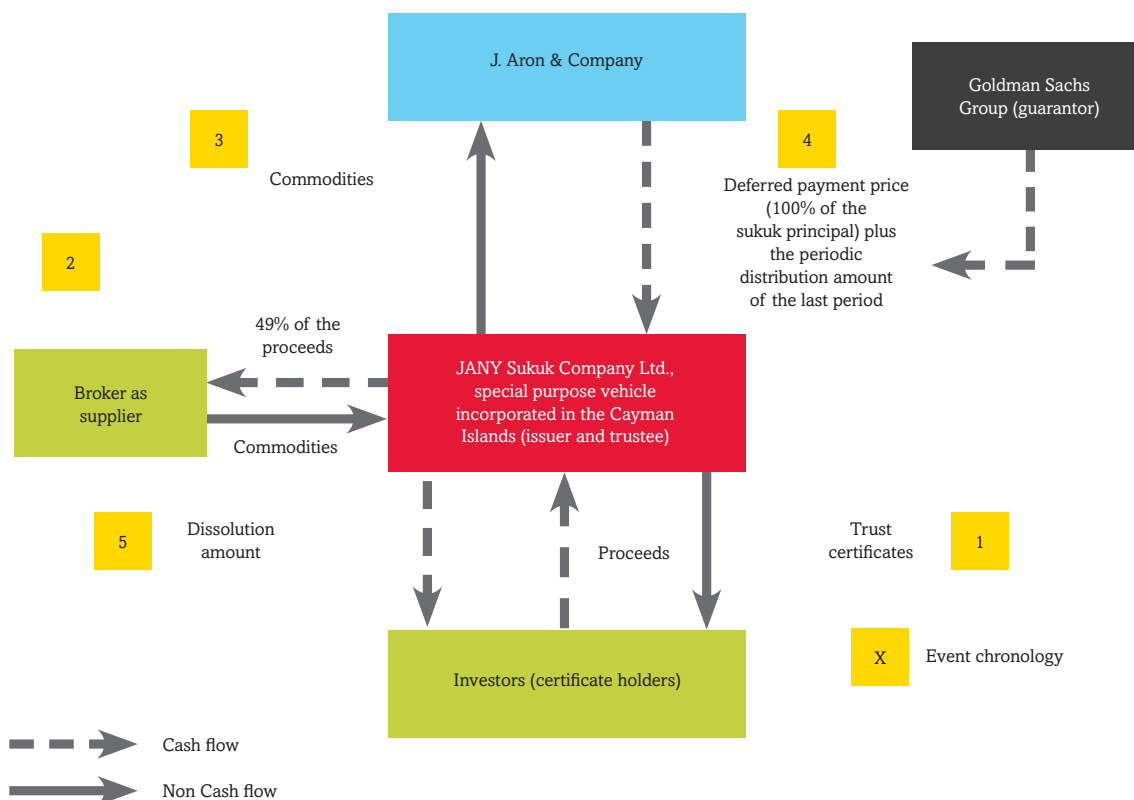 J. Aron & Company
Goldman Sachs
Group (guarantor)
3
Commodities
4
Deferred payment price
(100% of the
sukuk principal) plus
the periodic
distribution amount
of the last period
2
49% of the
proceeds
Broker as
supplier
Commodities
JANY Sukuk Company Ltd.,
special purpose vehicle
incorporated in the Cayman
Islands (issuer and trustee)
5
Dissolution
amount
Proceeds
Trust
certificates
1
Investors (certificate holders)
X
Event chronology
Cash flow
Non Cash flow